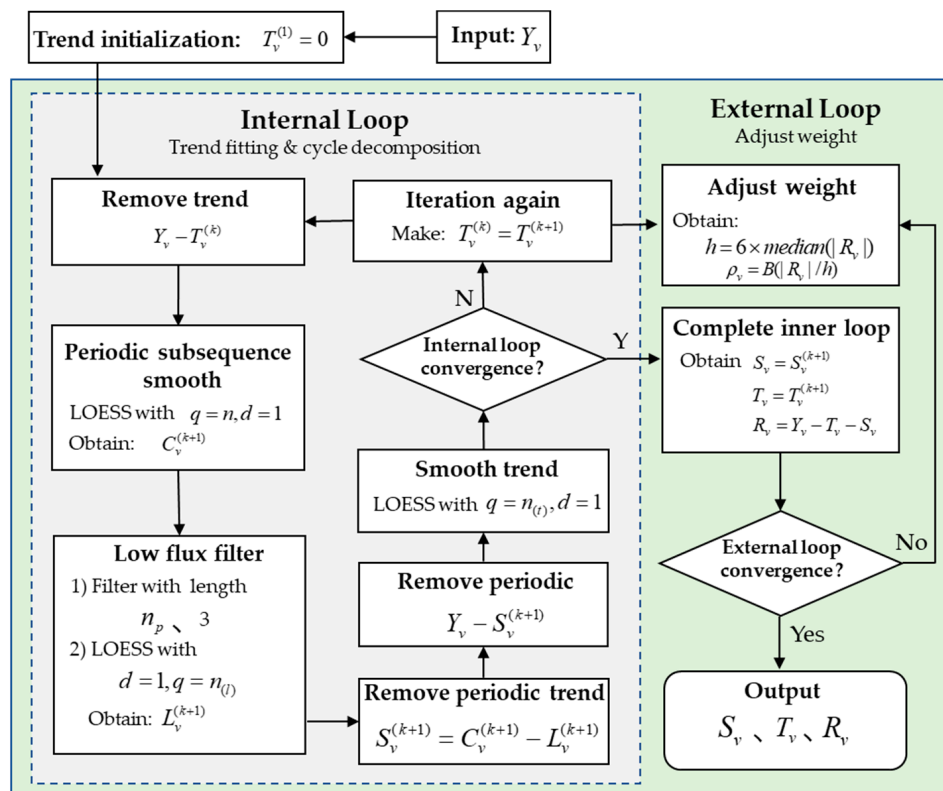 Trend initialization: T_v^(1) = 0
Input: Y_v
Internal Loop
Trend fitting & cycle decomposition
External Loop
Adjust weight
Remove trend
Y_v − T_v^(k)
Iteration again
Make: T_v^(k) = T_v^(k+1)
Adjust weight
Obtain:
h = 6 × median(| R_v |)
ρ_v = B(| R_v | / h)
N
Periodic subsequence
smooth
LOESS with q = n, d = 1
Obtain: C_v^(k+1)
Internal loop
convergence?
Y
Complete inner loop
Obtain S_v = S_v^(k+1)
T_v = T_v^(k+1)
R_v = Y_v − T_v − S_v
Smooth trend
LOESS with q = n_(t), d = 1
Low flux filter
1) Filter with length
n_p 、 3
2) LOESS with
d = 1, q = n_(l)
Obtain: L_v^(k+1)
Remove periodic
Y_v − S_v^(k+1)
Remove periodic trend
S_v^(k+1) = C_v^(k+1) − L_v^(k+1)
External loop
convergence?
No
Yes
Output
S_v 、 T_v 、 R_v